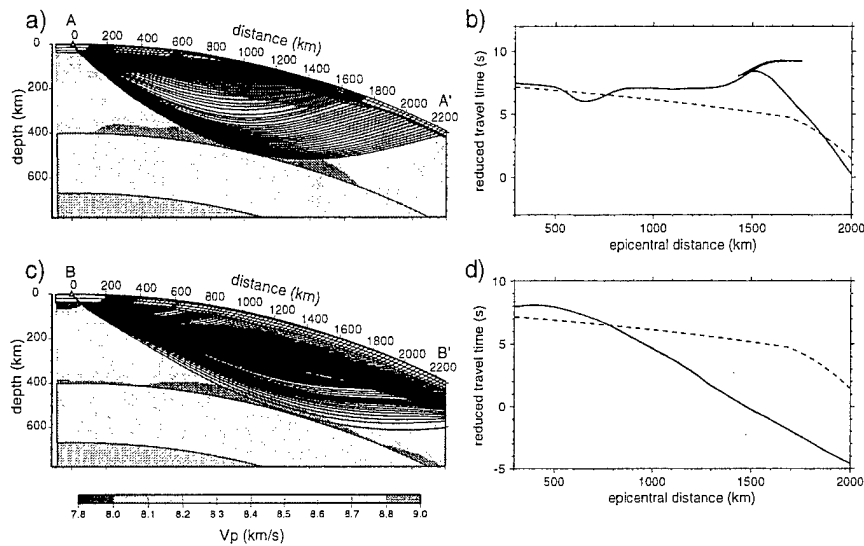 a)
A
distance (km)
0 200 400 600 800 1000 1200 1400 1600 1800 2000 2200
A'
depth (km)
0
200
400
600
b)
reduced travel time (s)
10
5
0
500 1000 1500 2000
epicentral distance (km)
c)
B
distance (km)
0 200 400 600 800 1000 1200 1400 1600 1800 2000 2200
B'
depth (km)
0
200
400
600
d)
reduced travel time (s)
10
5
0
-5
500 1000 1500 2000
epicentral distance (km)
7.8 8.0 8.1 8.2 8.3 8.4 8.5 8.6 8.7 8.8 9.0
Vp (km/s)